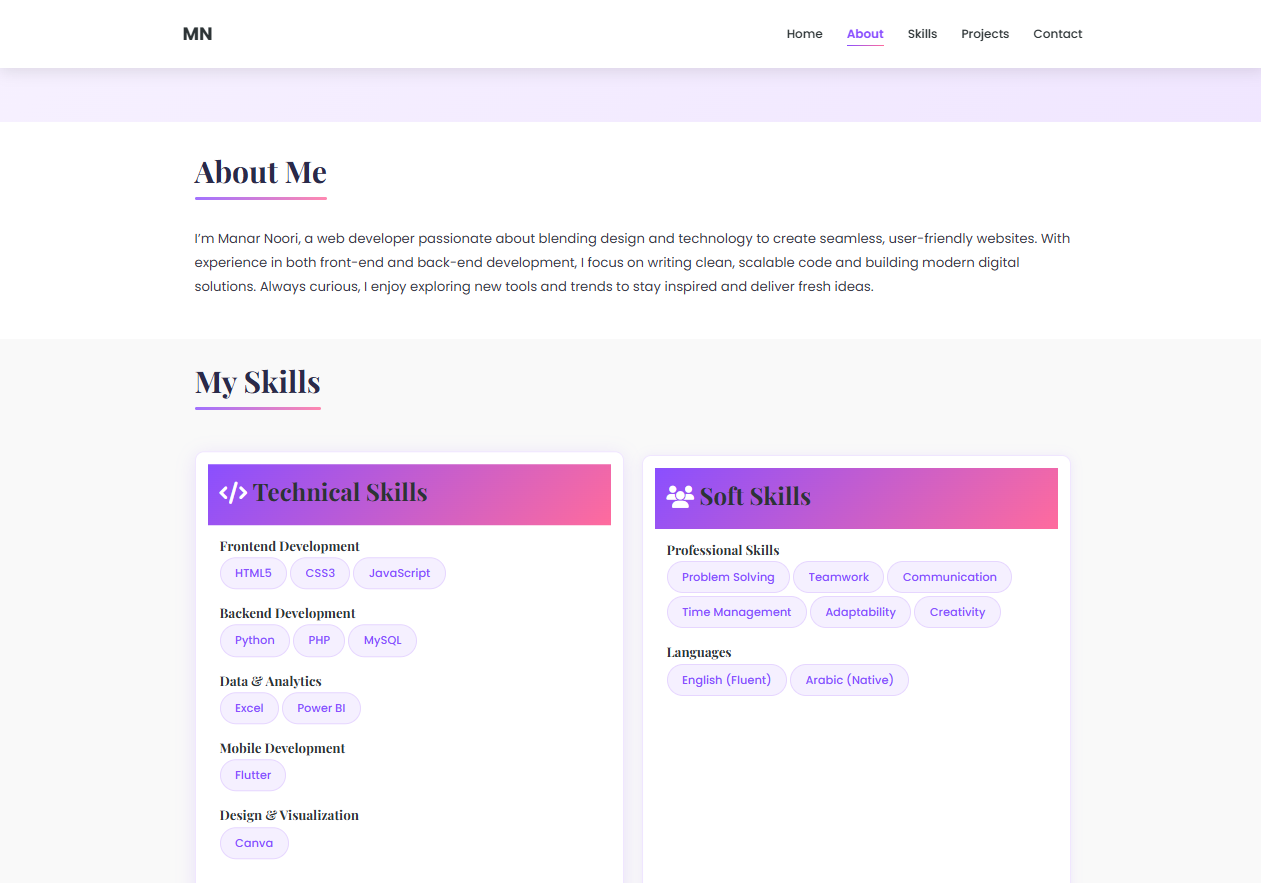 MN
Home About Skills Projects Contact
About Me
I'm Manar Noori, a web developer passionate about blending design and technology to create seamless, user-friendly websites. With
experience in both front-end and back-end development, I focus on writing clean, scalable code and building modern digital
solutions. Always curious, I enjoy exploring new tools and trends to stay inspired and deliver fresh ideas.
My Skills
Technical Skills
Frontend Development
HTML5 CSS3 JavaScript
Backend Development
Python PHP MySQL
Data & Analytics
Excel Power BI
Mobile Development
Flutter
Design & Visualization
Canva
Soft Skills
Professional Skills
Problem Solving Teamwork Communication
Time Management Adaptability Creativity
Languages
English (Fluent) Arabic (Native)